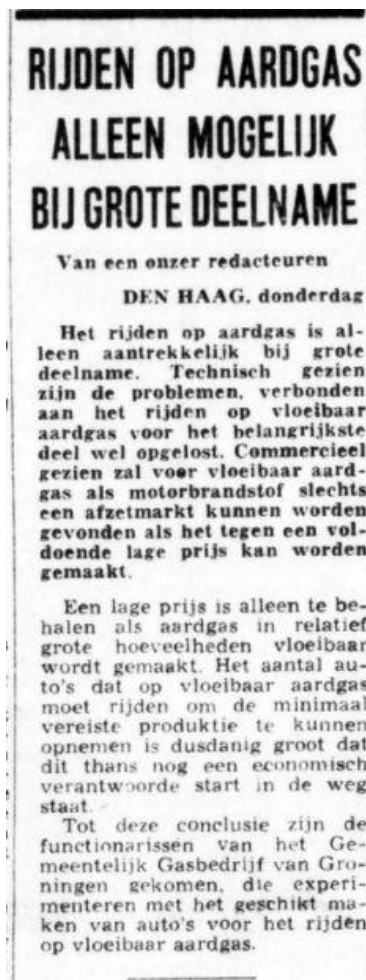 RIJDEN OP AARDGAS
ALLEEN MOGELIJK
BIJ GROTE DEELNAME
Van een onzer redacteuren
DEN HAAG, donderdag
Het rijden op aardgas is al-
leen aantrekkelijk bij grote
deelname. Technisch gezien
zijn de problemen, verbonden
aan het rijden op vloeibaar
aardgas voor het belangrijkste
deel wel opgelost. Commercieel
gezien zal voor vloeibaar aard-
gas als motorbrandstof slechts
een afzetmarkt kunnen worden
gevonden als het tegen een vol-
doende lage prijs kan worden
gemaakt.
Een lage prijs is alleen te be-
halen als aardgas in relatief
grote hoeveelheden vloeibaar
wordt gemaakt. Het aantal au-
to's dat op vloeibaar aardgas
moet rijden om de minimaal
vereiste produktie te kunnen
opnemen is dusdanig groot dat
dit thans nog een economisch
verantwoorde start in de weg
staat.
Tot deze conclusie zijn de
functionarissen van het Ge-
meentelijk Gasbedrijf van Gro-
ningen gekomen, die experi-
menteren met het geschikt ma-
ken van auto's voor het rijden
op vloeibaar aardgas.